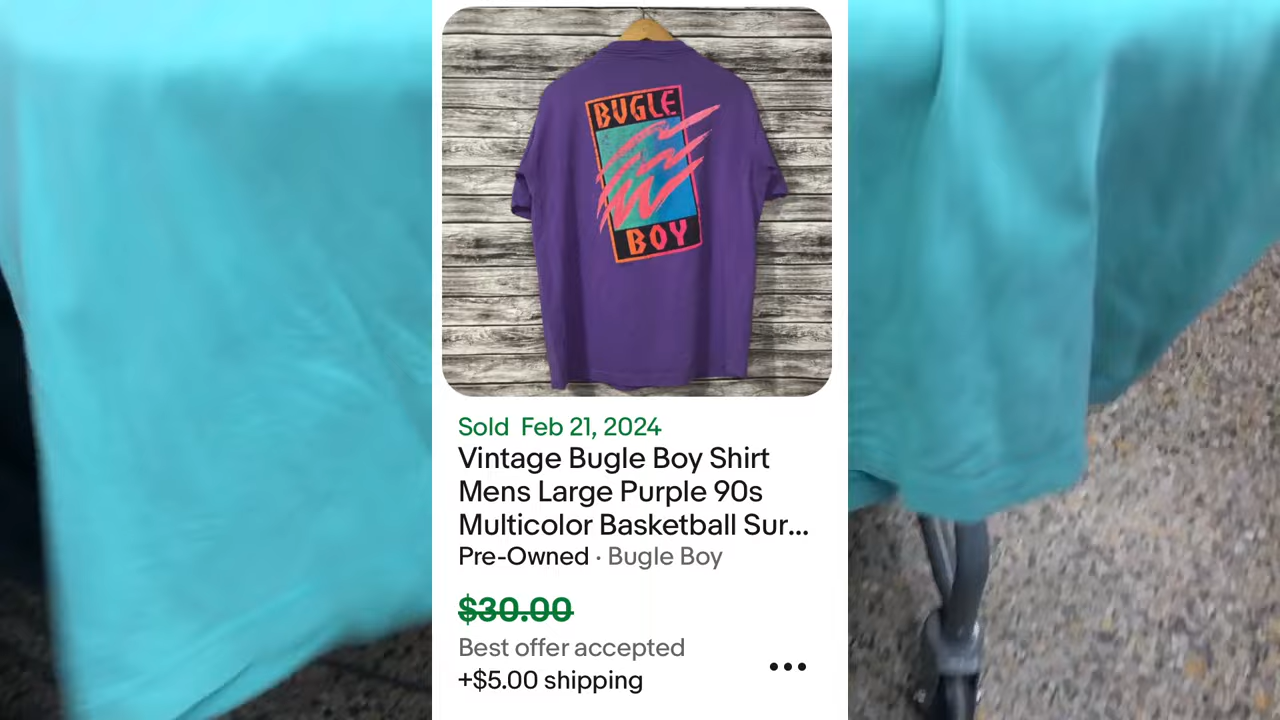 BUGLE
BOY
Sold Feb 21, 2024
Vintage Bugle Boy Shirt
Mens Large Purple 90s
Multicolor Basketball Sur...
Pre-Owned · Bugle Boy
$30.00
Best offer accepted
+$5.00 shipping